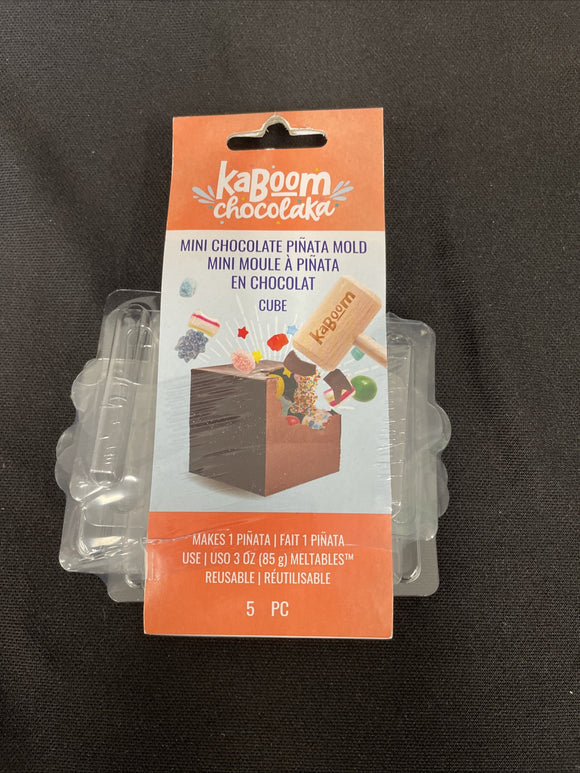 kaBoom
chocolaka
MINI CHOCOLATE PIÑATA MOLD
MINI MOULE À PIÑATA
EN CHOCOLAT
CUBE
kaBoom
MAKES 1 PIÑATA | FAIT 1 PIÑATA
USE | USO 3 OZ (85 g) MELTABLES™
REUSABLE | RÉUTILISABLE
5 PC